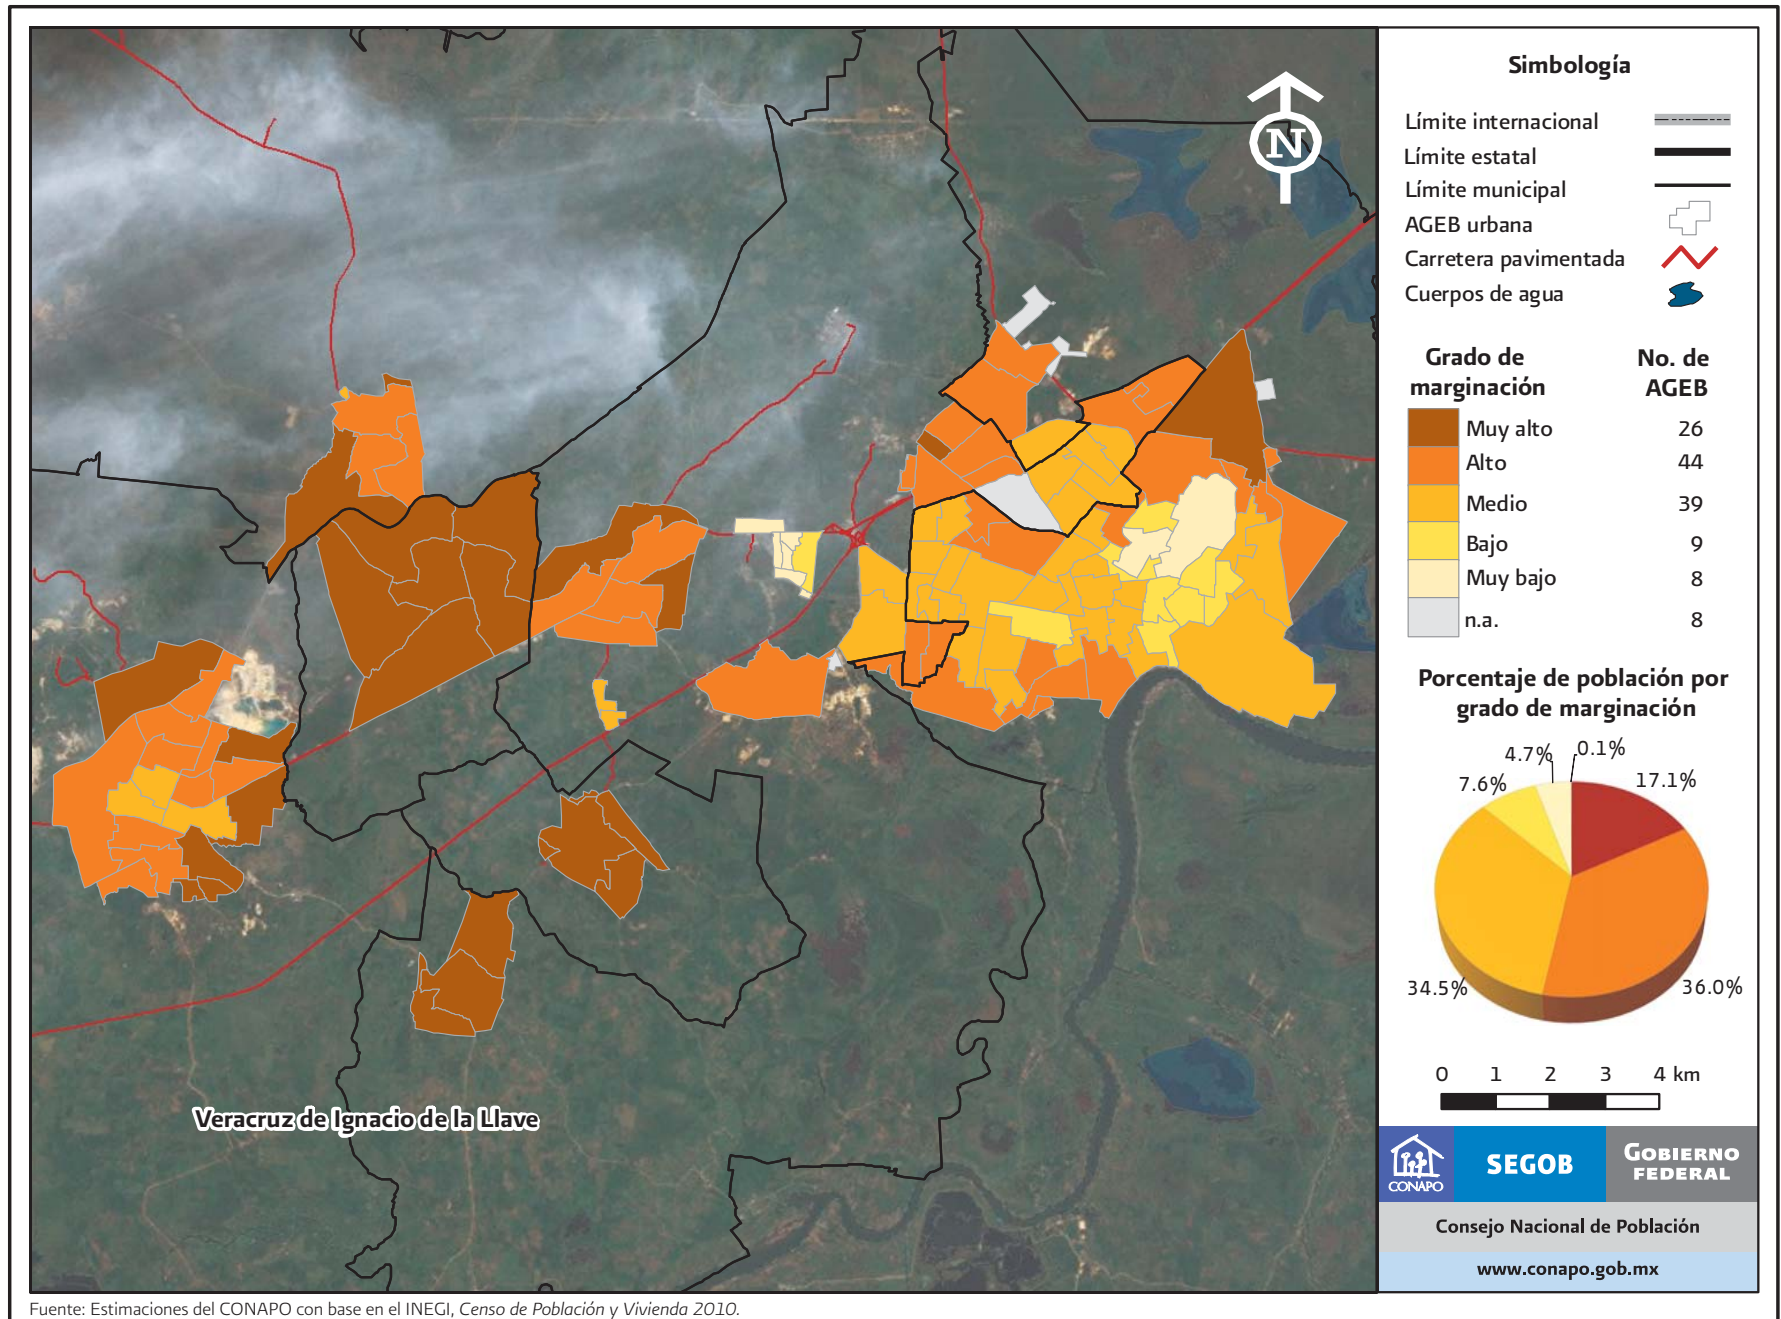 N
Veracruz de Ignacio de la Llave
Simbología
Límite internacional
Límite estatal
Límite municipal
AGEB urbana
Carretera pavimentada
Cuerpos de agua
Grado de marginación
No. de AGEB
Muy alto 26
Alto 44
Medio 39
Bajo 9
Muy bajo 8
n.a. 8
Porcentaje de población por
grado de marginación
4.7% 0.1%
7.6% 17.1%
34.5% 36.0%
0 1 2 3 4 km
CONAPO
SEGOB
GOBIERNO
FEDERAL
Consejo Nacional de Población
www.conapo.gob.mx
Fuente: Estimaciones del CONAPO con base en el INEGI, Censo de Población y Vivienda 2010.